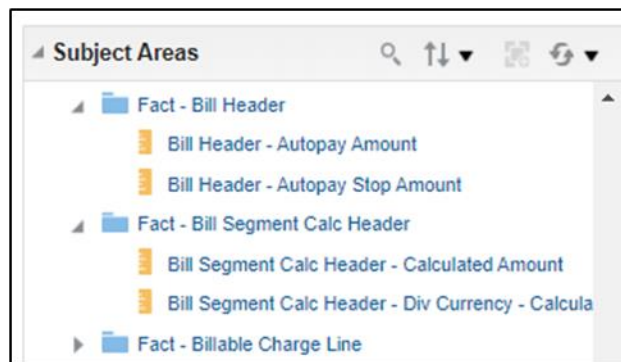 Subject Areas
Fact - Bill Header
Bill Header - Autopay Amount
Bill Header - Autopay Stop Amount
Fact - Bill Segment Calc Header
Bill Segment Calc Header - Calculated Amount
Bill Segment Calc Header - Div Currency - Calcula
Fact - Billable Charge Line